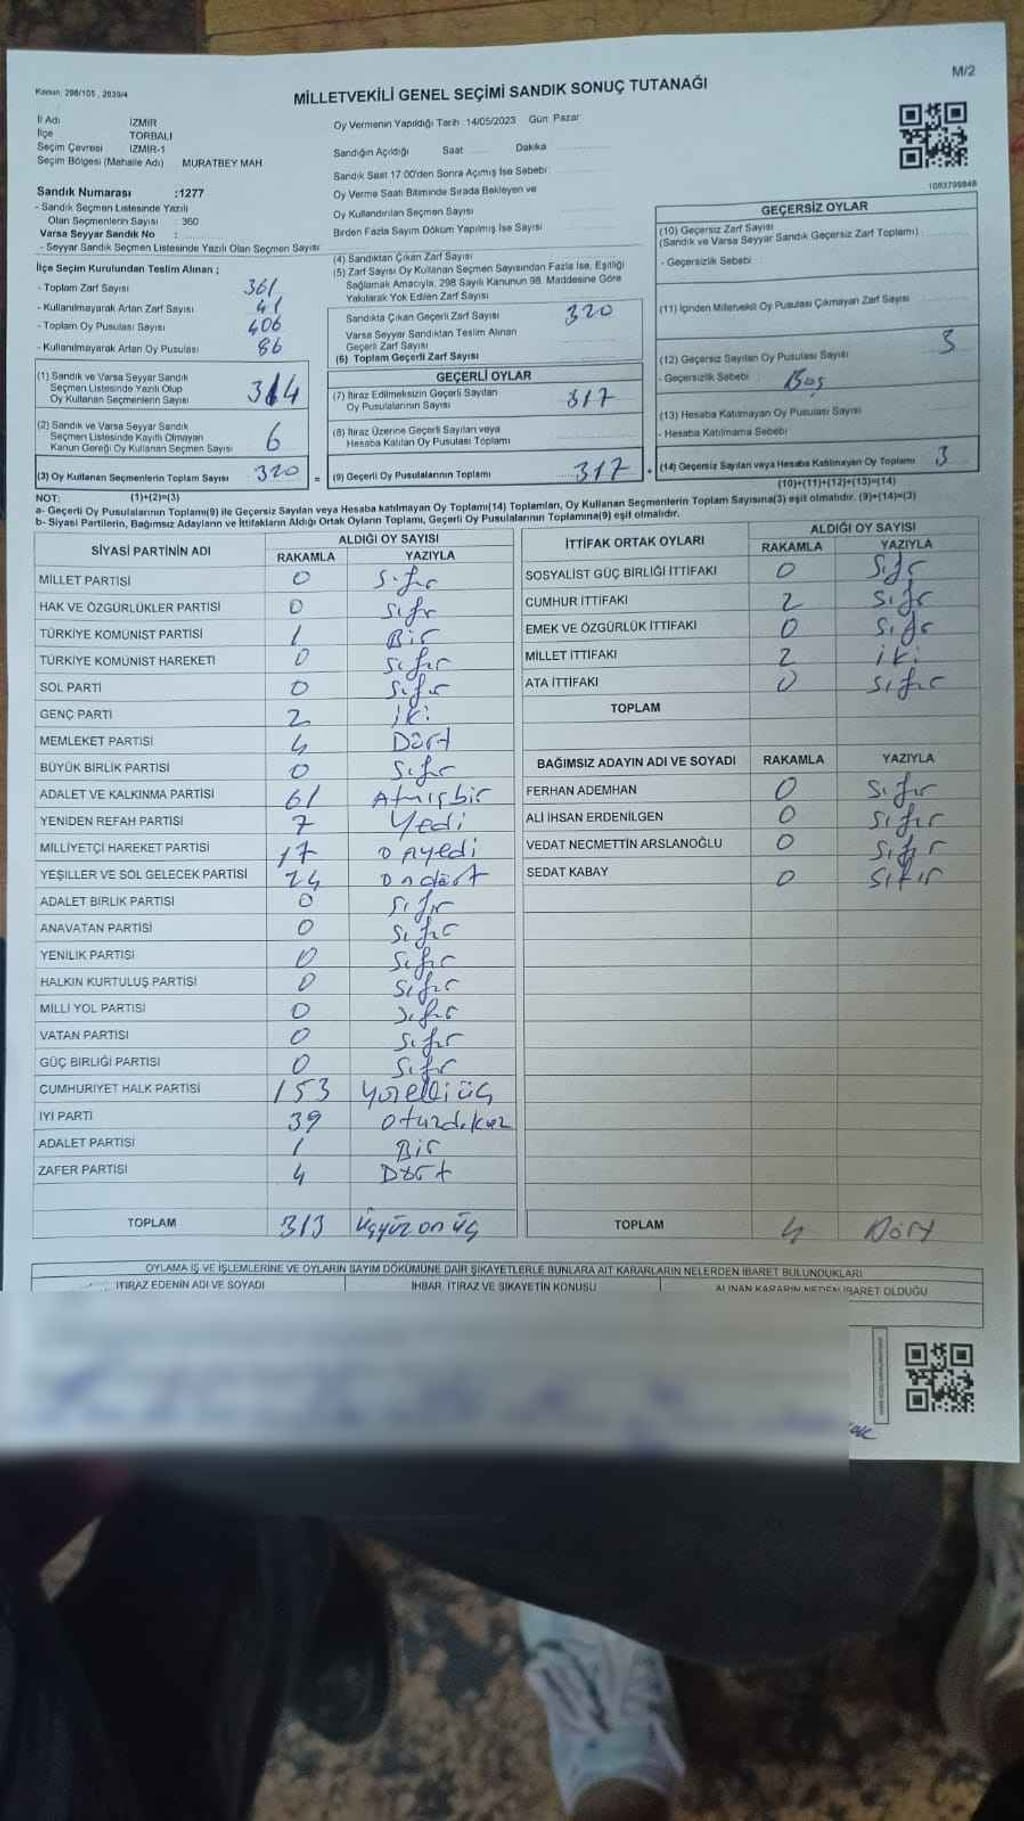 M/2
Kanun: 298/105 , 2839/4
MİLLETVEKİLİ GENEL SEÇİMİ SANDIK SONUÇ TUTANAĞI
İl Adı İZMİR
İlçe TORBALI
Seçim Çevresi İZMİR-1
Seçim Bölgesi (Mahalle Adı) MURATBEY MAH
Sandık Numarası :1277
- Sandık Seçmen Listesinde Yazılı
Olan Seçmenlerin Sayısı : 360
Varsa Seyyar Sandık No :
- Seyyar Sandık Seçmen Listesinde Yazılı Olan Seçmen Sayısı
İlçe Seçim Kurulundan Teslim Alınan ;
- Toplam Zarf Sayısı 361
- Kullanılmayarak Artan Zarf Sayısı 41
- Toplam Oy Pusulası Sayısı 406
- Kullanılmayarak Artan Oy Pusulası 86
(1) Sandık ve Varsa Seyyar Sandık
Seçmen Listesinde Yazılı Olup
Oy Kullanan Seçmenlerin Sayısı 314
(2) Sandık ve Varsa Seyyar Sandık
Seçmen Listesinde Kayıtlı Olmayan
Kanun Gereği Oy Kullanan Seçmen Sayısı 6
(3) Oy Kullanan Seçmenlerin Toplam Sayısı 320 =
Oy Vermenin Yapıldığı Tarih :14/05/2023 Gün: Pazar
Sandığın Açıldığı Saat Dakika
Sandık Saat 17.00'den Sonra Açılmış İse Sebebi
Oy Verme Saati Bitiminde Sırada Bekleyen ve
Oy Kullandırılan Seçmen Sayısı
Birden Fazla Sayım Döküm Yapılmış İse Sayısı
(4) Sandıktan Çıkan Zarf Sayısı
(5) Zarf Sayısı Oy Kullanan Seçmen Sayısından Fazla İse, Eşitliği
Sağlamak Amacıyla, 298 Sayılı Kanunun 98. Maddesine Göre
Yakılarak Yok Edilen Zarf Sayısı
Sandıkta Çıkan Geçerli Zarf Sayısı 320
Varsa Seyyar Sandıktan Teslim Alınan
Geçerli Zarf Sayısı
(6) Toplam Geçerli Zarf Sayısı
GEÇERLİ OYLAR
(7) İtiraz Edilmeksizin Geçerli Sayılan
Oy Pusulalarının Sayısı 317
(8) İtiraz Üzerine Geçerli Sayılan veya
Hesaba Katılan Oy Pusulası Toplamı
(9) Geçerli Oy Pusulalarının Toplamı 317 +
1083799848
GEÇERSİZ OYLAR
(10) Geçersiz Zarf Sayısı
(Sandık ve Varsa Seyyar Sandık Geçersiz Zarf Toplamı)
- Geçersizlik Sebebi
(11) İçinden Milletvekili Oy Pusulası Çıkmayan Zarf Sayısı
(12) Geçersiz Sayılan Oy Pusulası Sayısı 3
- Geçersizlik Sebebi Boş
(13) Hesaba Katılmayan Oy Pusulası Sayısı
- Hesaba Katılmama Sebebi
(14) Geçersiz Sayılan veya Hesaba Katılmayan Oy Toplamı 3
(10)+(11)+(12)+(13)=(14)
NOT: (1)+(2)=(3)
a- Geçerli Oy Pusulalarının Toplamı(9) ile Geçersiz Sayılan veya Hesaba katılmayan Oy Toplamı(14) Toplamları, Oy Kullanan Seçmenlerin Toplam Sayısına(3) eşit olmalıdır. (9)+(14)=(3)
b- Siyasi Partilerin, Bağımsız Adayların ve İttifakların Aldığı Ortak Oyların Toplamı, Geçerli Oy Pusulalarının Toplamına(9) eşit olmalıdır.
SİYASİ PARTİNİN ADI ALDIĞI OY SAYISI
RAKAMLA YAZIYLA
MİLLET PARTİSİ 0 Sıfır
HAK VE ÖZGÜRLÜKLER PARTİSİ 0 Sıfr
TÜRKİYE KOMÜNİST PARTİSİ 1 Bir
TÜRKİYE KOMÜNİST HAREKETİ 0 Sıfır
SOL PARTİ 0 Sıfır
GENÇ PARTİ 2 iki
MEMLEKET PARTİSİ 4 Dört
BÜYÜK BİRLİK PARTİSİ 0 Sıfır
ADALET VE KALKINMA PARTİSİ 61 Atmışbir
YENİDEN REFAH PARTİSİ 7 Yedi
MİLLİYETÇİ HAREKET PARTİSİ 17 onyedi
YEŞİLLER VE SOL GELECEK PARTİSİ 24 ondört
ADALET BİRLİK PARTİSİ 0 Sıfır
ANAVATAN PARTİSİ 0 Sıfır
YENİLİK PARTİSİ 0 Sıfır
HALKIN KURTULUŞ PARTİSİ 0 Sıfır
MİLLİ YOL PARTİSİ 0 Sıfır
VATAN PARTİSİ 0 Sıfır
GÜÇ BİRLİĞİ PARTİSİ 0 Sıfır
CUMHURİYET HALK PARTİSİ 153 Yüzelliüç
İYİ PARTİ 39 otuzdokuz
ADALET PARTİSİ 1 Bir
ZAFER PARTİSİ 4 Dört
TOPLAM 313 üçyüzonüç
İTTİFAK ORTAK OYLARI ALDIĞI OY SAYISI
RAKAMLA YAZIYLA
SOSYALİST GÜÇ BİRLİĞİ İTTİFAKI 0 Sıfır
CUMHUR İTTİFAKI 2 Sıfır
EMEK VE ÖZGÜRLÜK İTTİFAKI 0 Sıfır
MİLLET İTTİFAKI 2 iki
ATA İTTİFAKI 0 Sıfır
TOPLAM
BAĞIMSIZ ADAYIN ADI VE SOYADI RAKAMLA YAZIYLA
FERHAN ADEMHAN 0 Sıfır
ALİ İHSAN ERDENİLGEN 0 Sıfır
VEDAT NECMETTİN ARSLANOĞLU 0 Sıfır
SEDAT KABAY 0 Sıfır
TOPLAM 4 Dört
OYLAMA İŞ VE İŞLEMLERİNE VE OYLARIN SAYIM DÖKÜMÜNE DAİR ŞİKAYETLERLE BUNLARA AİT KARARLARIN NELERDEN İBARET BULUNDUKLARI
İTİRAZ EDENİN ADI VE SOYADI İHBAR, İTİRAZ VE ŞİKAYETİN KONUSU ALINAN KARARIN NEDEN İBARET OLDUĞU